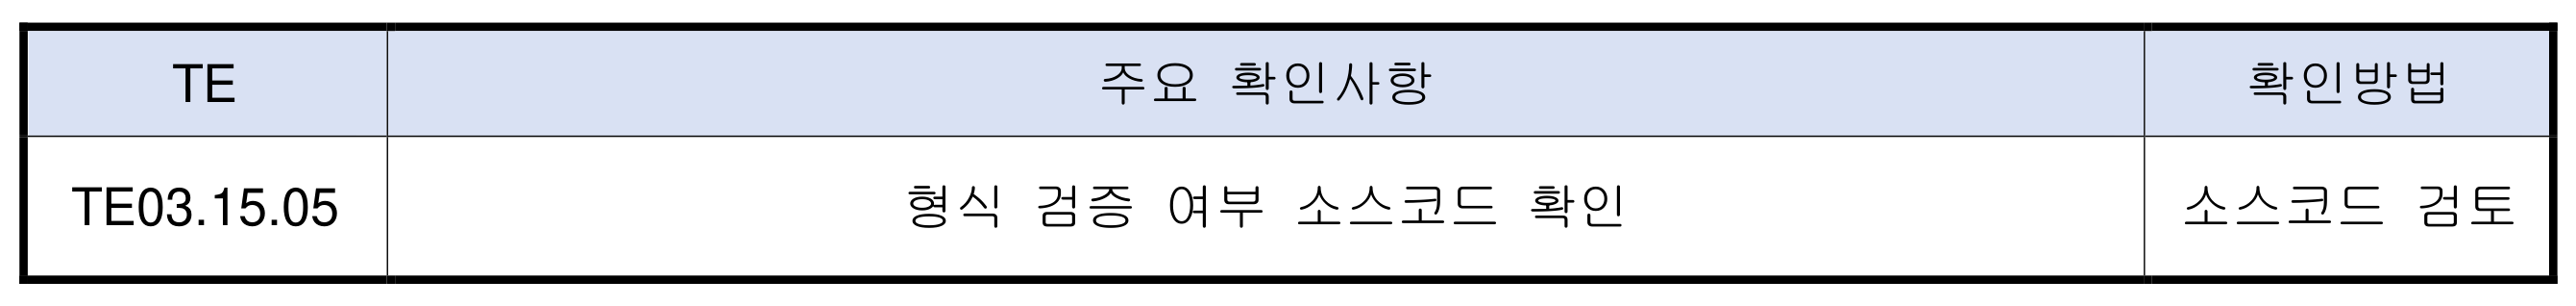 TE 주요 확인사항 확인방법
TE03.15.05 형식 검증 여부 소스코드 확인 소스코드 검토